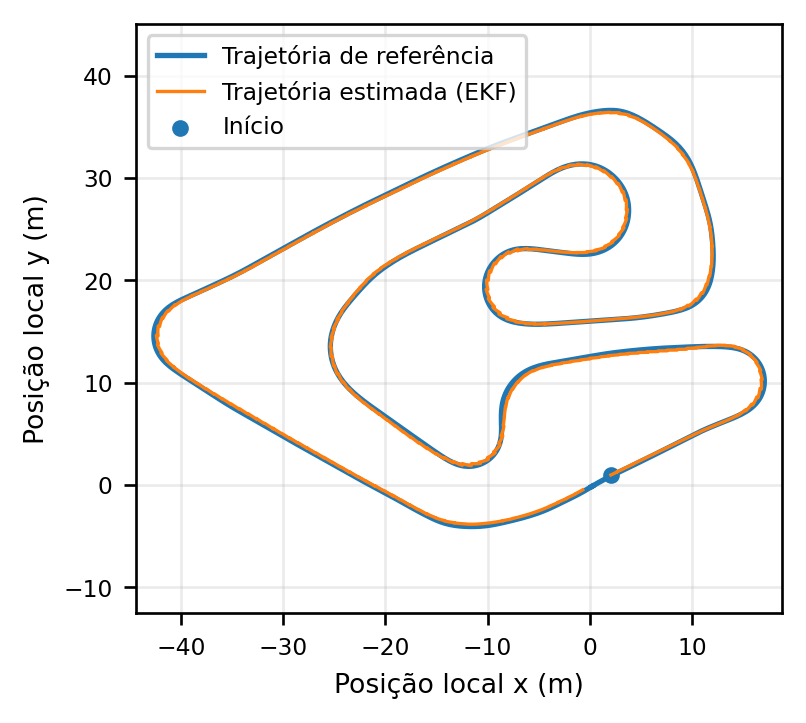 Trajetória de referência
Trajetória estimada (EKF)
Início
40
30
20
10
0
−10
−40
−30
−20
−10
0
10
Posição local y (m)
Posição local x (m)